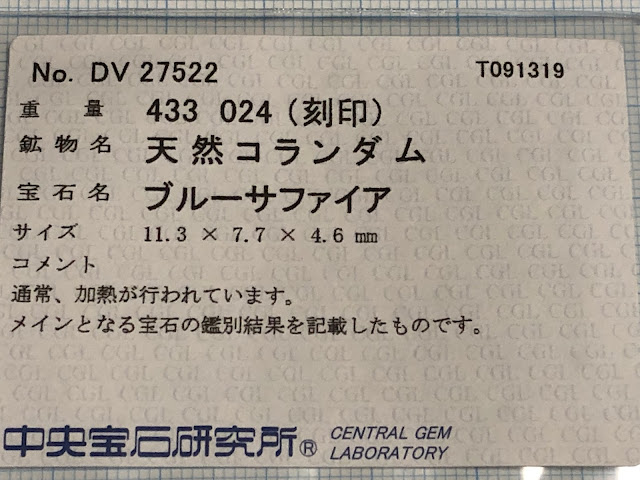 No. DV 27522 T091319
重 量 433 024 (刻印)
鉱 物 名 天然コランダム
宝 石 名 ブルーサファイア
サイズ 11.3 × 7.7 × 4.6 mm
コメント
通常、加熱が行われています。
メインとなる宝石の鑑別結果を記載したものです。
中央宝石研究所® CENTRAL GEM
LABORATORY